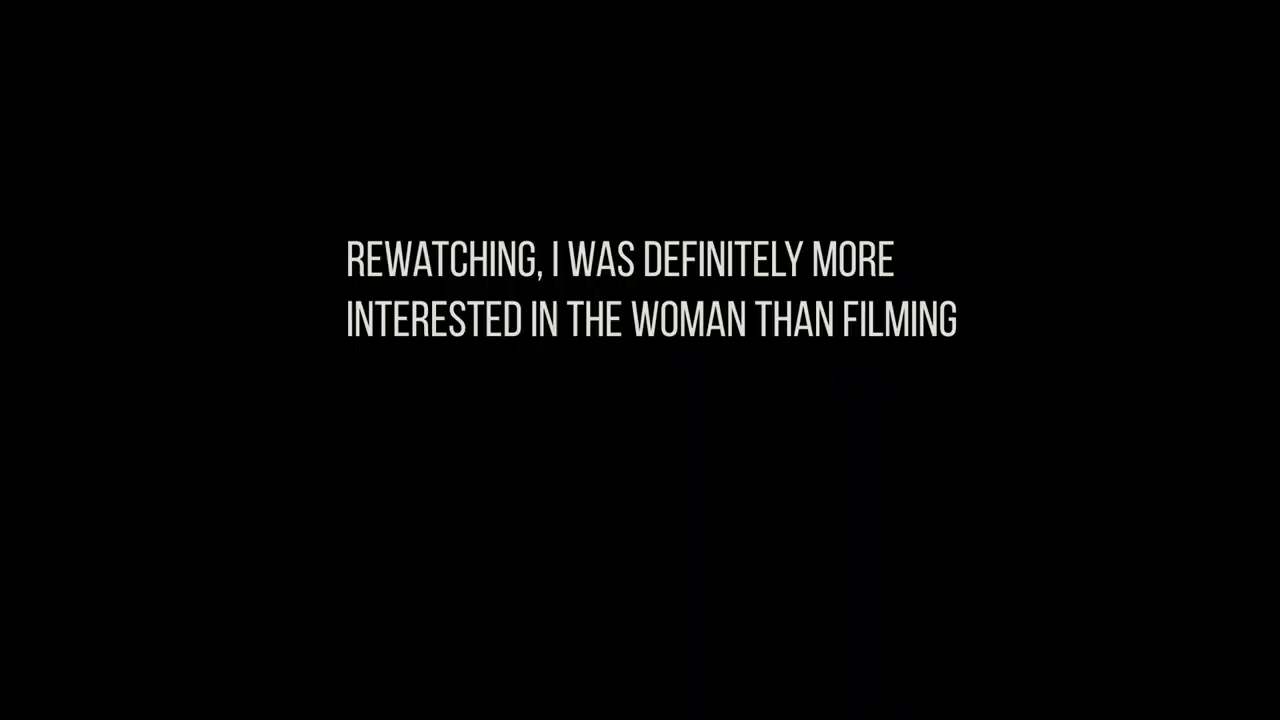 REWATCHING, I WAS DEFINITELY MORE
INTERESTED IN THE WOMAN THAN FILMING